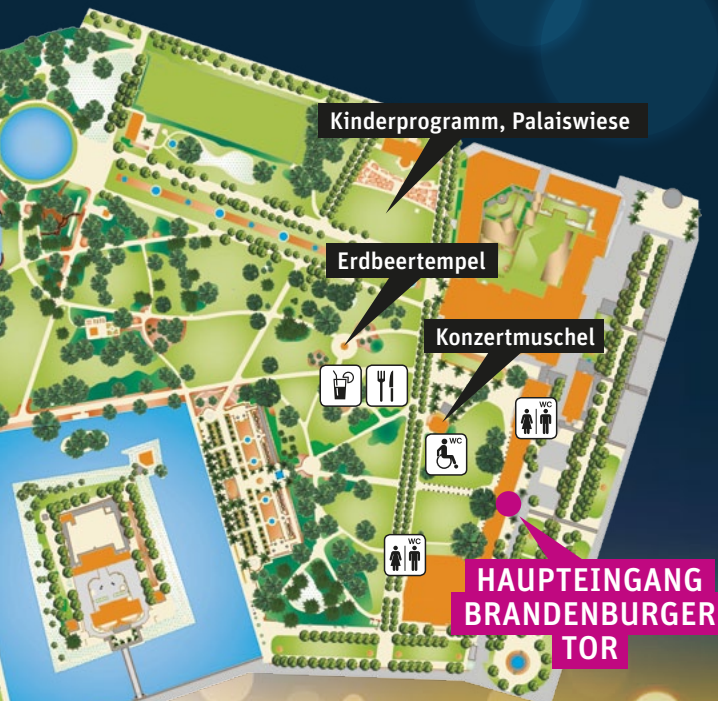 Kinderprogramm, Palaiswiese
Erdbeertempel
Konzertmuschel
WC
WC
WC
HAUPTEINGANG
BRANDENBURGER
TOR